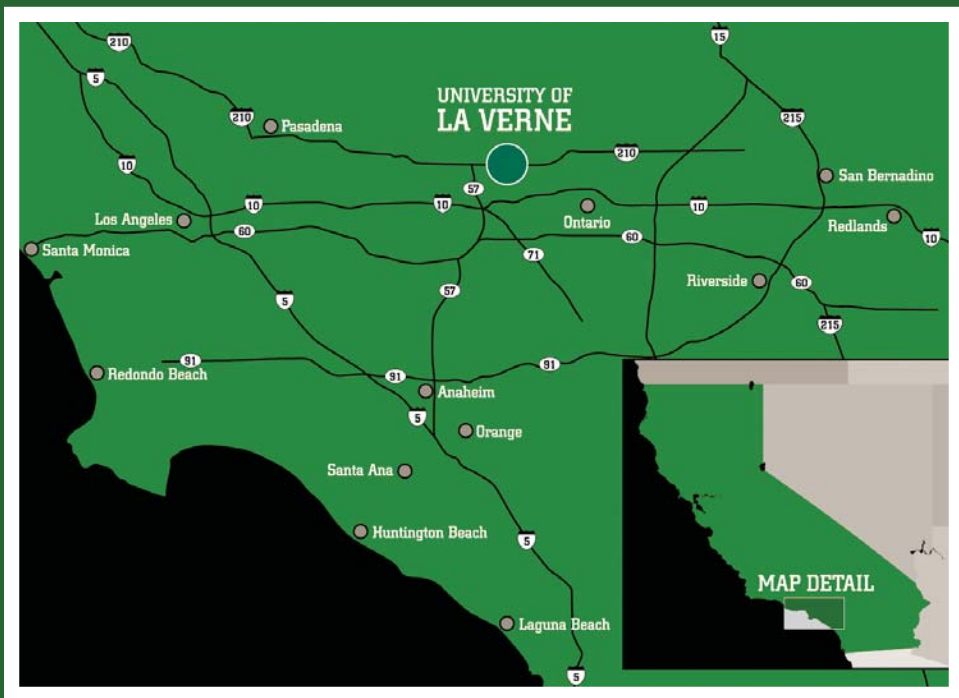 15
210
5
UNIVERSITY OF
LA VERNE
210
Pasadena
215
210
10
57
San Bernadino
10
10
Ontario
10
Los Angeles
Redlands
60
60
10
Santa Monica
71
Riverside
60
57
5
215
91
91
Redondo Beach
91
Anaheim
5
Orange
Santa Ana
Huntington Beach
5
MAP DETAIL
Laguna Beach
5